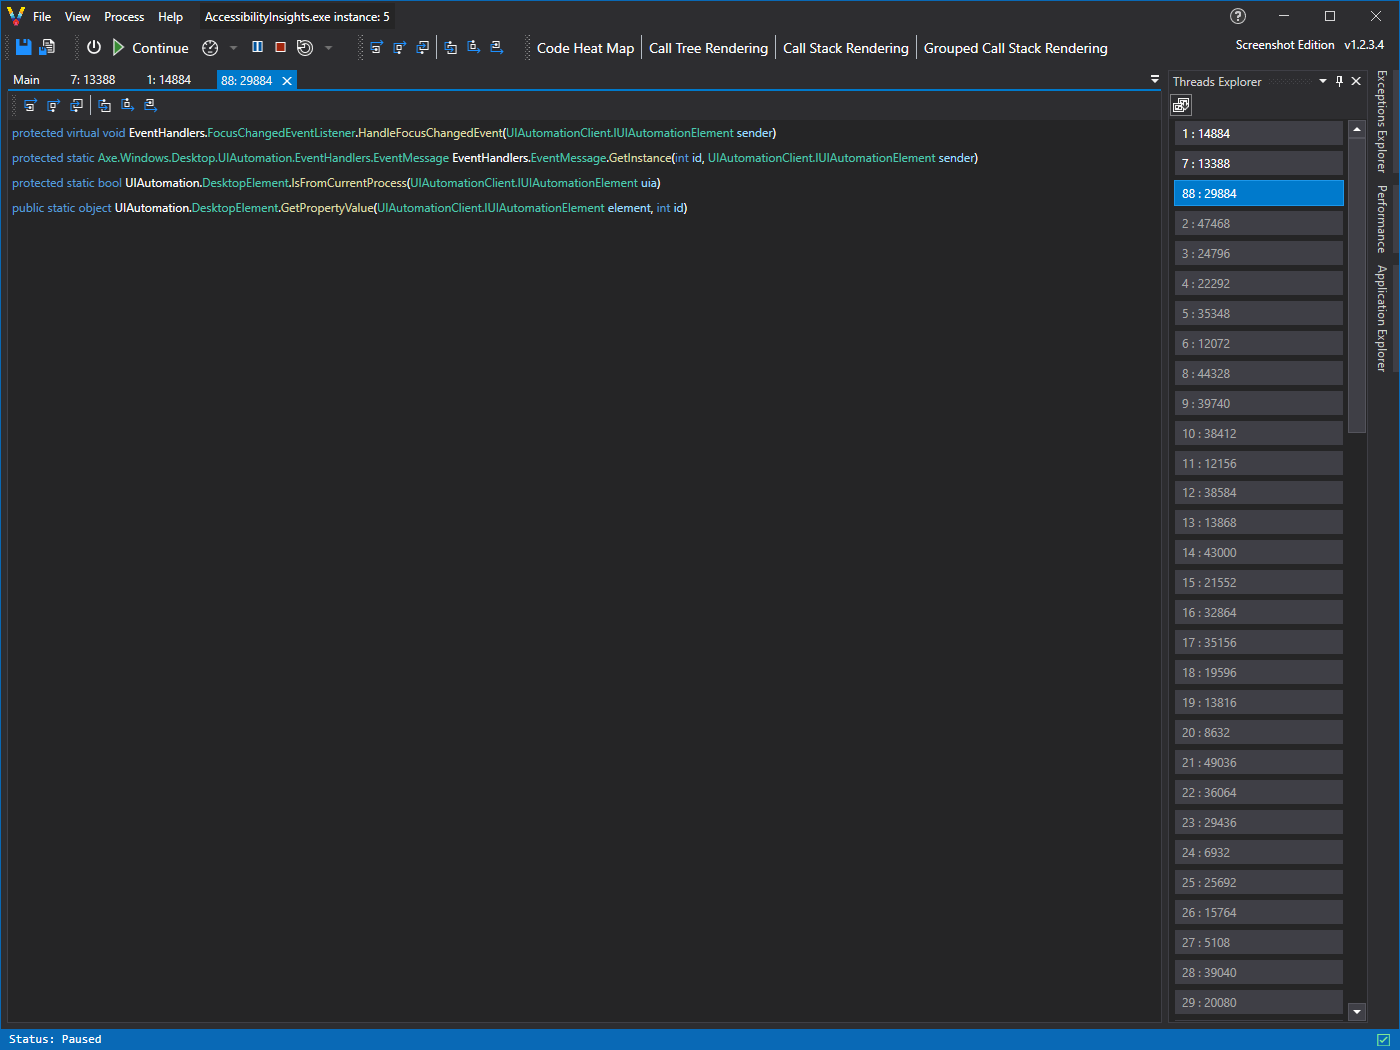 File View Process Help AccessibilityInsights.exe instance: 5
Screenshot Edition v1.2.3.4
Continue Code Heat Map Call Tree Rendering Call Stack Rendering Grouped Call Stack Rendering
Main 7: 13388 1: 14884 88: 29884
protected virtual void EventHandlers.FocusChangedEventListener.HandleFocusChangedEvent(UIAutomationClient.IUIAutomationElement sender)
protected static Axe.Windows.Desktop.UIAutomation.EventHandlers.EventMessage EventHandlers.EventMessage.GetInstance(int id, UIAutomationClient.IUIAutomationElement sender)
protected static bool UIAutomation.DesktopElement.IsFromCurrentProcess(UIAutomationClient.IUIAutomationElement uia)
public static object UIAutomation.DesktopElement.GetPropertyValue(UIAutomationClient.IUIAutomationElement element, int id)
Threads Explorer
1 : 14884
7 : 13388
88 : 29884
2 : 47468
3 : 24796
4 : 22292
5 : 35348
6 : 12072
8 : 44328
9 : 39740
10 : 38412
11 : 12156
12 : 38584
13 : 13868
14 : 43000
15 : 21552
16 : 32864
17 : 35156
18 : 19596
19 : 13816
20 : 8632
21 : 49036
22 : 36064
23 : 29436
24 : 6932
25 : 25692
26 : 15764
27 : 5108
28 : 39040
29 : 20080
Exceptions Explorer
Performance
Application Explorer
Status: Paused